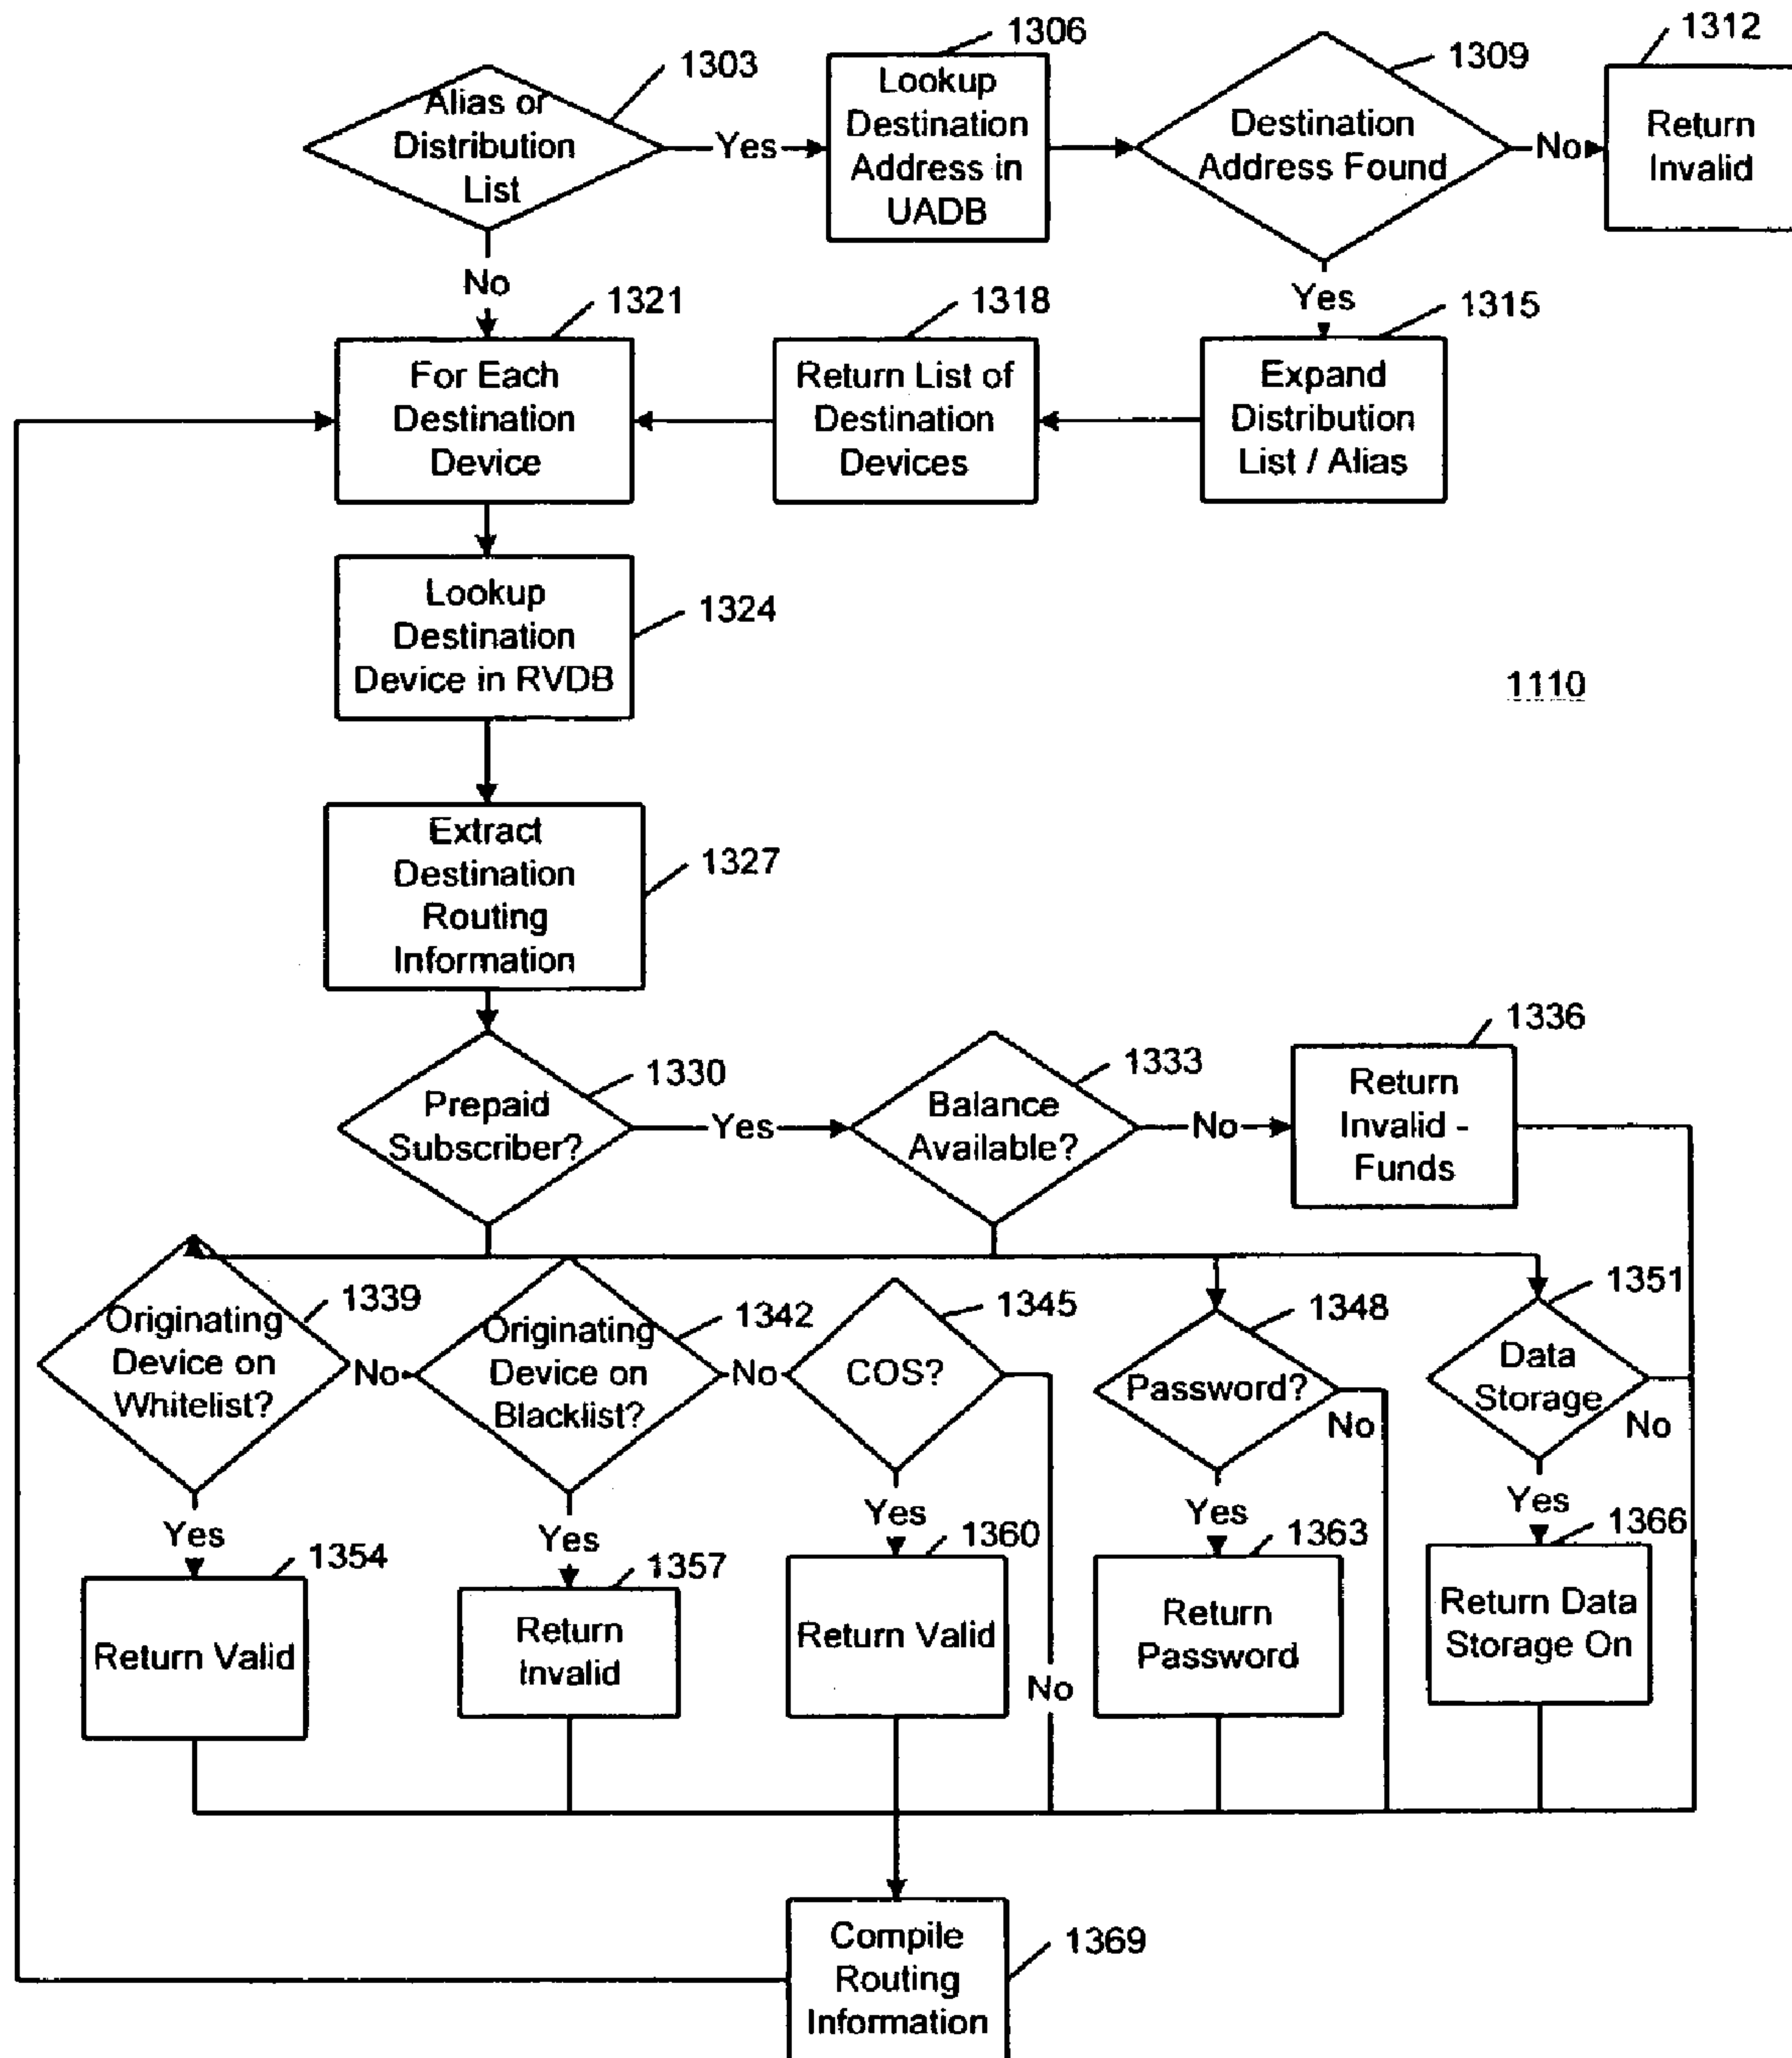 1303
1306
1309
1312
Alias or
Distribution
List
Yes
Lookup
Destination
Address in
UADB
Destination
Address Found
No
Return
Invalid
No
Yes
1321
1318
1315
For Each
Destination
Device
Return List of
Destination
Devices
Expand
Distribution
List / Alias
Lookup
Destination
Device in RVDB
1324
1110
Extract
Destination
Routing
Information
1327
1330
1333
1336
Prepaid
Subscriber?
Yes
Balance
Available?
No
Return
Invalid -
Funds
1339
1342
1345
1348
1351
Originating
Device on
Whitelist?
No
Originating
Device on
Blacklist?
No
COS?
Password?
No
Data
Storage
No
Yes
Yes
Yes
Yes
Yes
1354
1357
1360
1363
1366
Return Valid
Return
Invalid
Return Valid
No
Return
Password
Return Data
Storage On
Compile
Routing
Information
1369